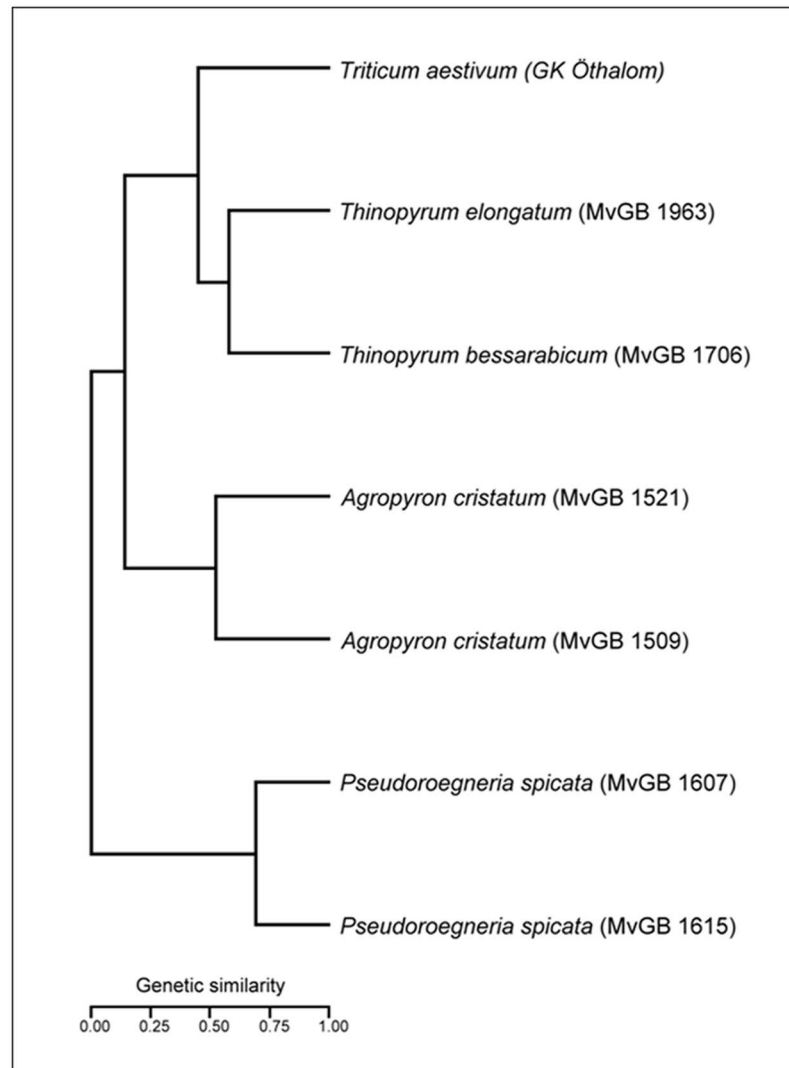 Triticum aestivum (GK Öthalom)
Thinopyrum elongatum (MvGB 1963)
Thinopyrum bessarabicum (MvGB 1706)
Agropyron cristatum (MvGB 1521)
Agropyron cristatum (MvGB 1509)
Pseudoroegneria spicata (MvGB 1607)
Pseudoroegneria spicata (MvGB 1615)
Genetic similarity
0.00 0.25 0.50 0.75 1.00